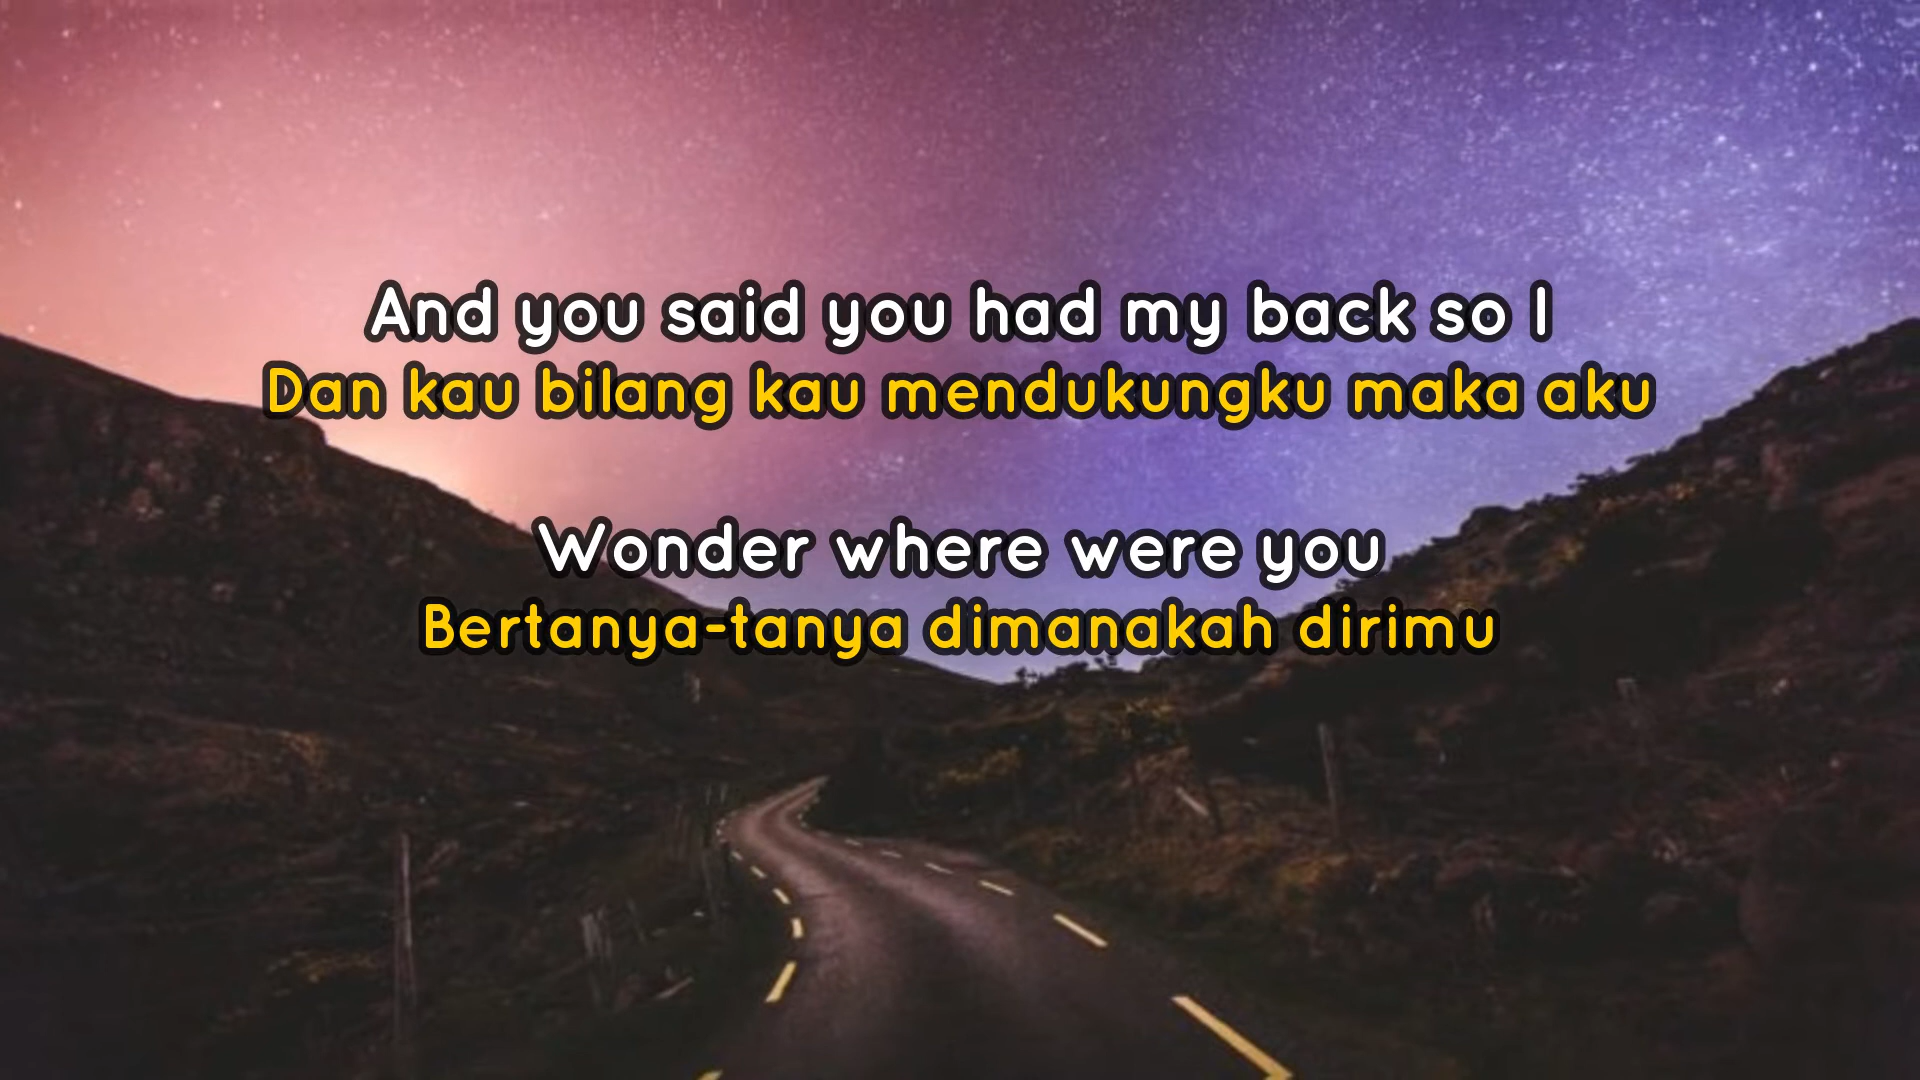 And you said you had my back so I
Dan kau bilang kau mendukungku maka aku
Wonder where were you
Bertanya-tanya dimanakah dirimu